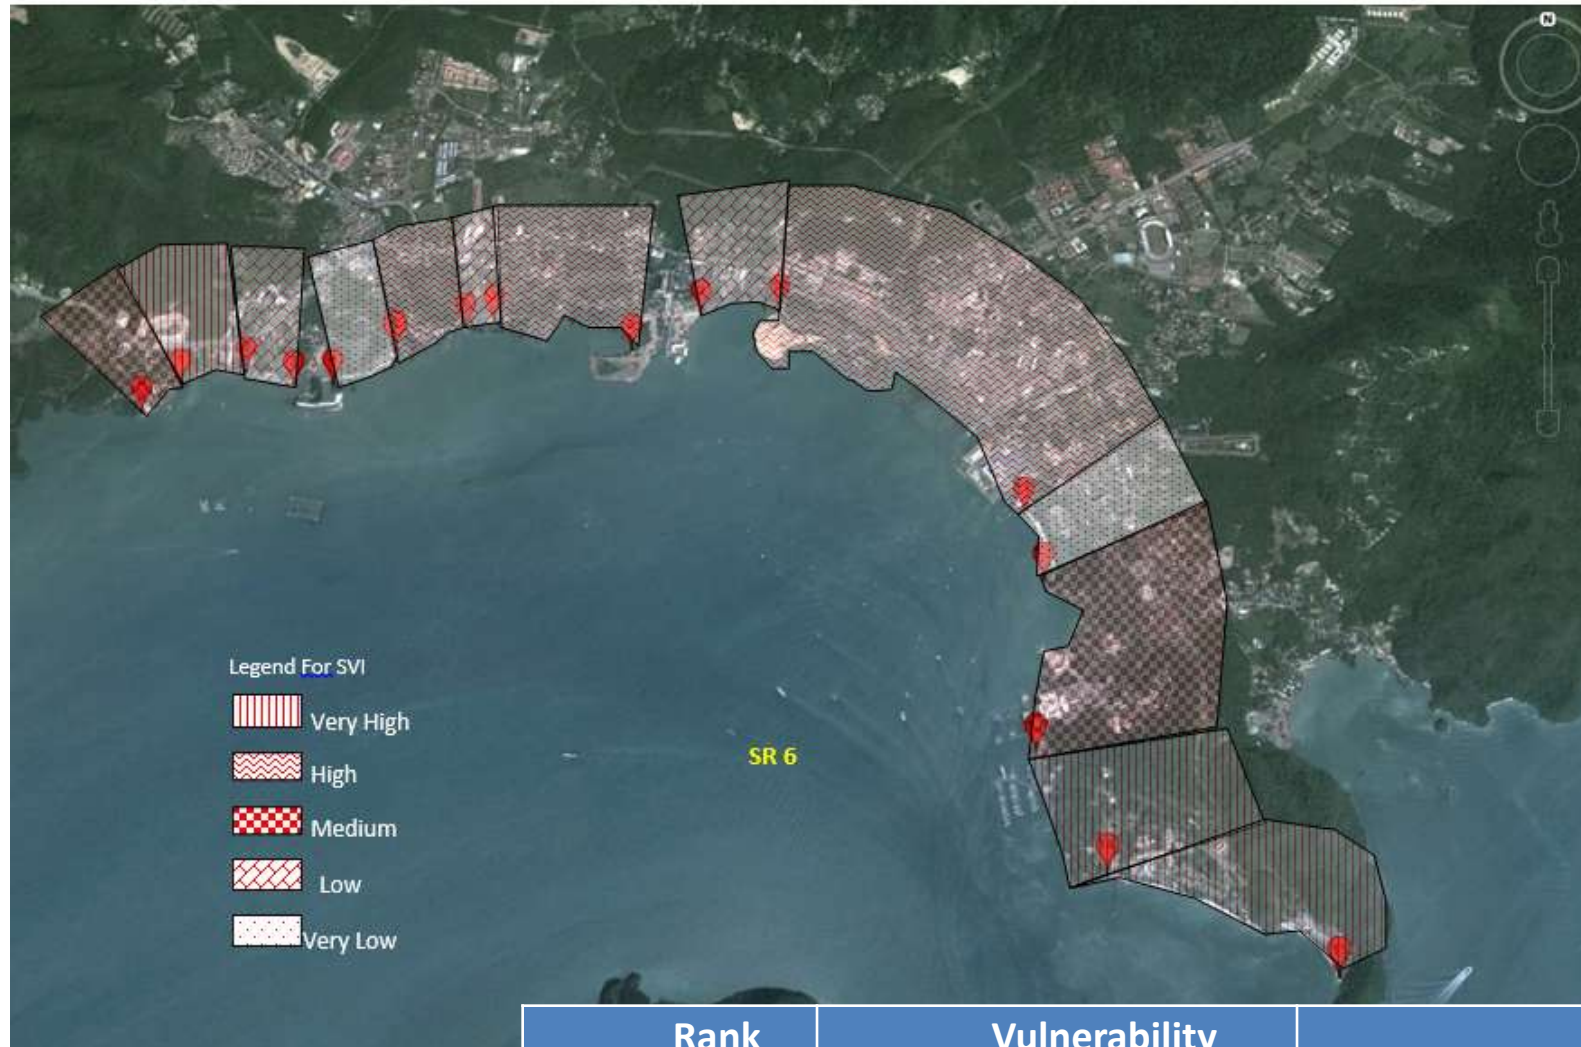 N
Legend For SVI
Very High
High
Medium
Low
Very Low
SR 6
Rank Vulnerability